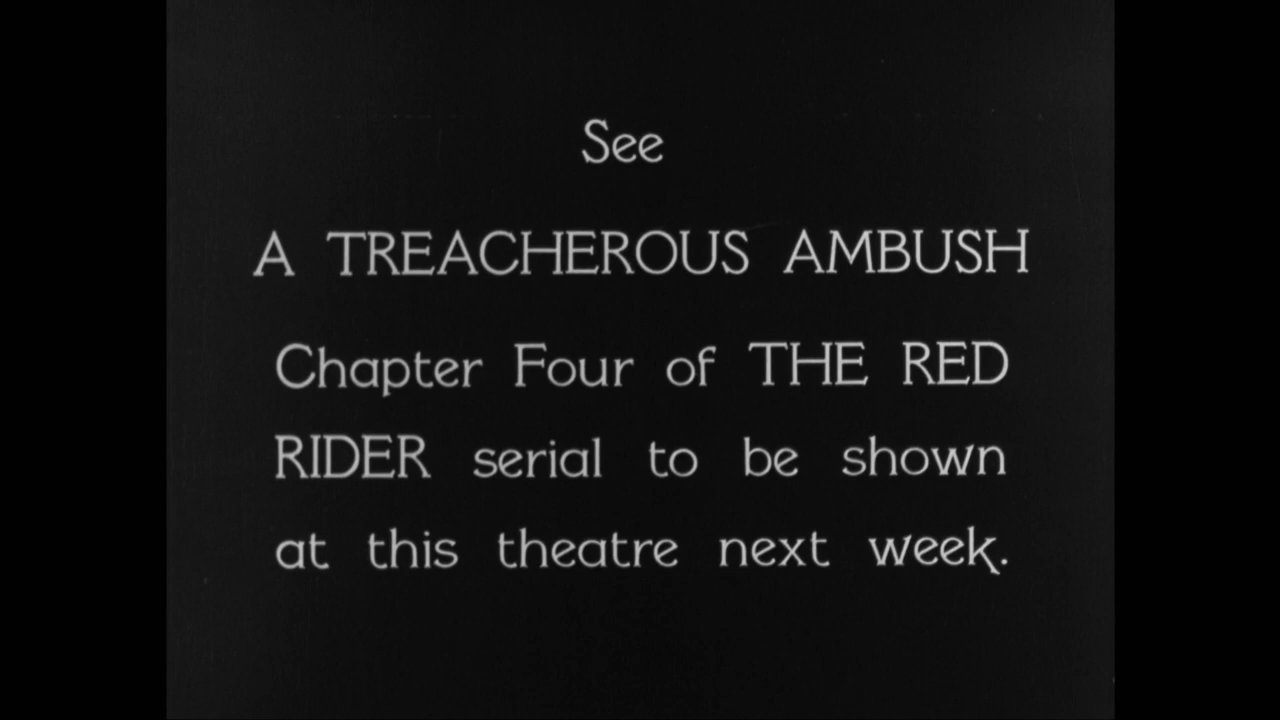 See
A TREACHEROUS AMBUSH
Chapter Four of THE RED
RIDER serial to be shown
at this theatre next week.